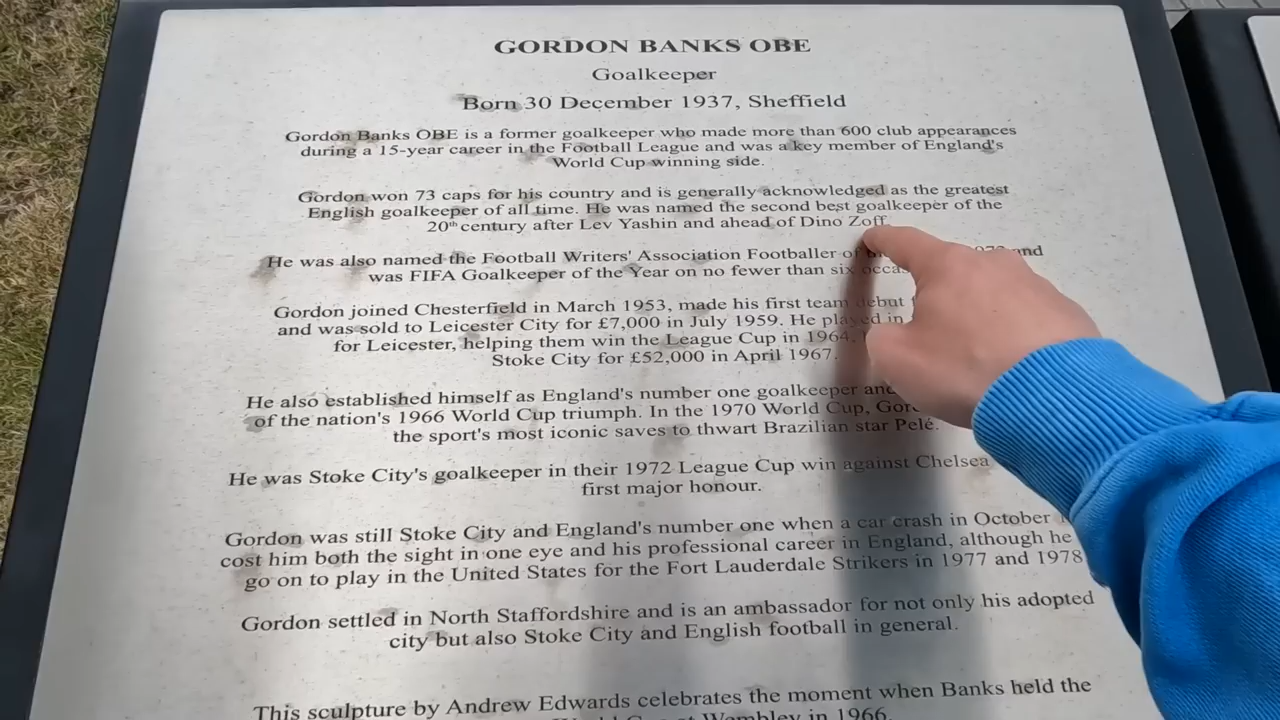 GORDON BANKS OBE
Goalkeeper
Born 30 December 1937, Sheffield
Gordon Banks OBE is a former goalkeeper who made more than 600 club appearances
during a 15-year career in the Football League and was a key member of England's
World Cup winning side.
Gordon won 73 caps for his country and is generally acknowledged as the greatest
English goalkeeper of all time. He was named the second best goalkeeper of the
20th century after Lev Yashin and ahead of Dino Zoff
He was also named the Football Writers' Association Footballer of and
was FIFA Goalkeeper of the Year on no fewer than six
Gordon joined Chesterfield in March 1953, made his first team debut
and was sold to Leicester City for £7,000 in July 1959. He played in
for Leicester, helping them win the League Cup in 1964,
Stoke City for £52,000 in April 1967.
He also established himself as England's number one goalkeeper and
of the nation's 1966 World Cup triumph. In the 1970 World Cup,
the sport's most iconic saves to thwart Brazilian star Pelé.
He was Stoke City's goalkeeper in their 1972 League Cup win against Chelsea
first major honour.
Gordon was still Stoke City and England's number one when a car crash in October
cost him both the sight in one eye and his professional career in England, although he
go on to play in the United States for the Fort Lauderdale Strikers in 1977 and 1978
Gordon settled in North Staffordshire and is an ambassador for not only his adopted
city but also Stoke City and English football in general.
This sculpture by Andrew Edwards celebrates the moment when Banks held the
World Cup at Wembley in 1966.